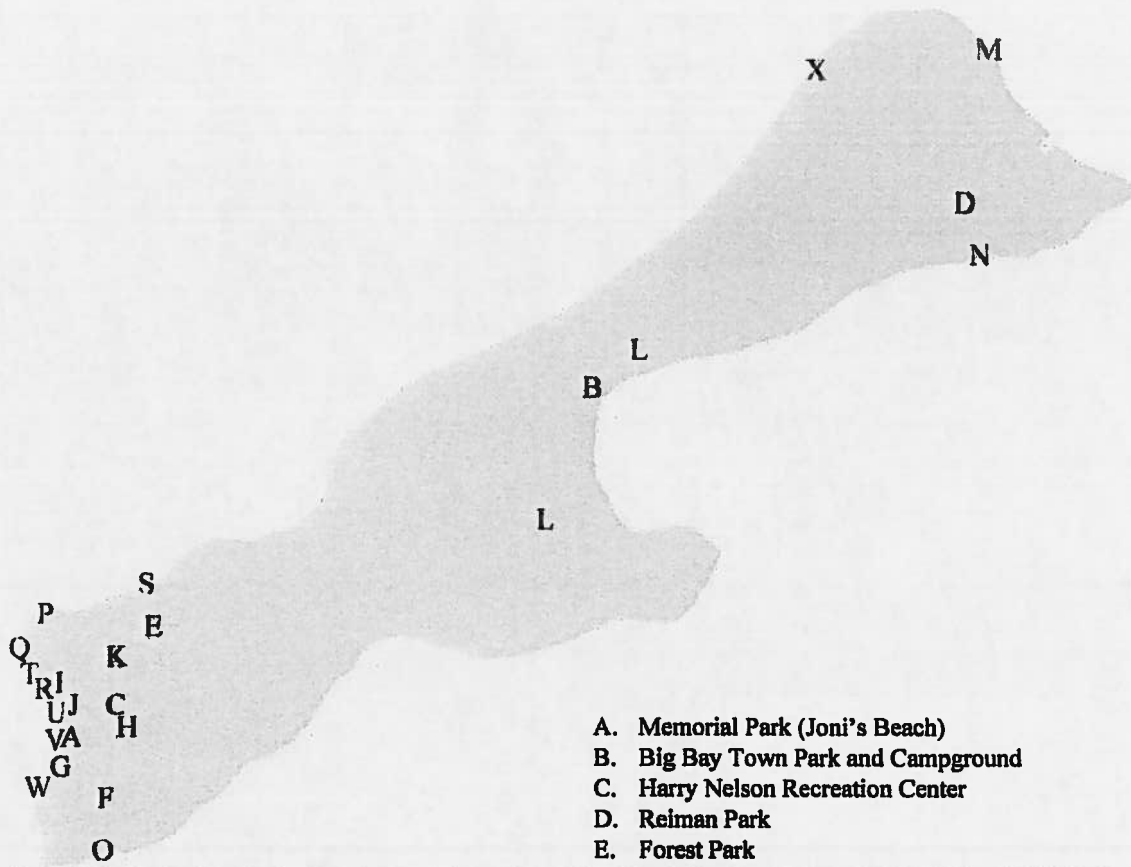 M
X
D
N
L
B
L
S
P
E
Q
K
T
R I
J
C
U
H
V A
G
W
F
O
A. Memorial Park (Joni's Beach)
B. Big Bay Town Park and Campground
C. Harry Nelson Recreation Center
D. Reiman Park
E. Forest Park